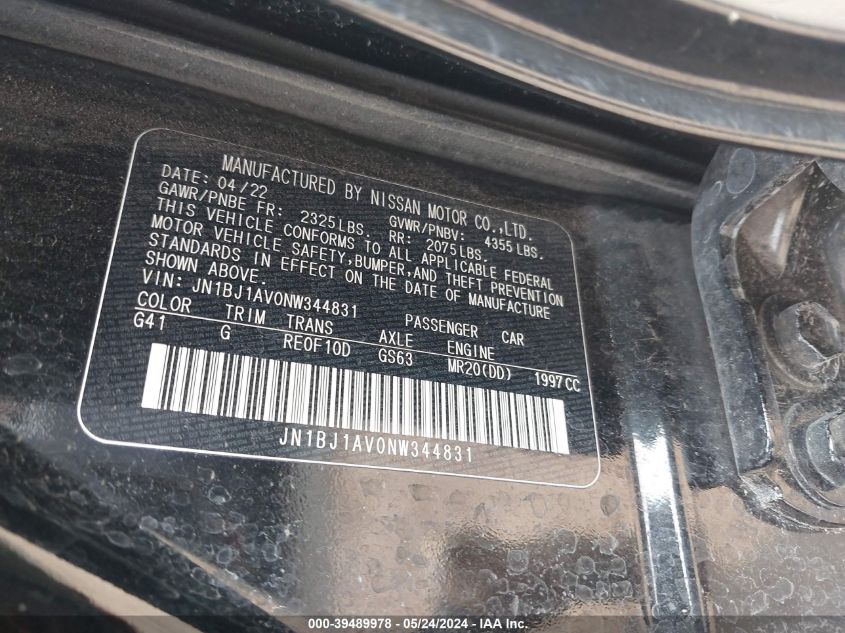 MANUFACTURED BY NISSAN MOTOR CO.,LTD.
DATE: 04/22 GVWR/PNBV: 4355 LBS.
GAWR/PNBE FR: 2325LBS. RR: 2075LBS.
THIS VEHICLE CONFORMS TO ALL APPLICABLE FEDERAL
MOTOR VEHICLE SAFETY,BUMPER,AND THEFT PREVENTION
STANDARDS IN EFFECT ON THE DATE OF MANUFACTURE
SHOWN ABOVE.
VIN: JN1BJ1AV0NW344831 PASSENGER CAR
COLOR TRIM TRANS AXLE ENGINE
G41 G RE0F10D GS63 MR20(DD) 1997CC
JN1BJ1AV0NW344831
000-39489978 - 05/24/2024 - IAA Inc.